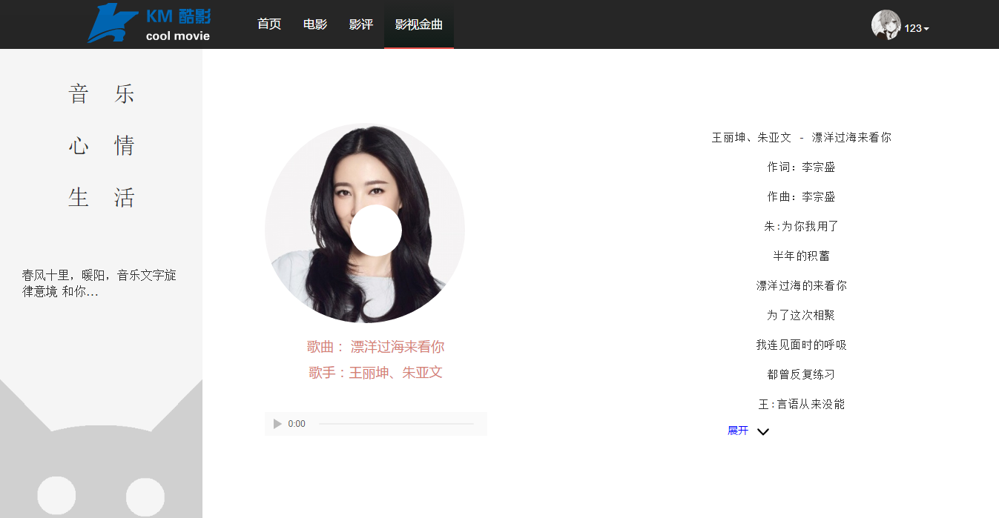 KM 酷影
cool movie
首页
电影
影评
影视金曲
123
音 乐
心 情
生 活
春风十里，暖阳，音乐文字旋
律意境 和你...
歌曲： 漂洋过海来看你
歌手：王丽坤、朱亚文
0:00
王丽坤、朱亚文 - 漂洋过海来看你
作词：李宗盛
作曲：李宗盛
朱:为你我用了
半年的积蓄
漂洋过海的来看你
为了这次相聚
我连见面时的呼吸
都曾反复练习
王:言语从来没能
展开